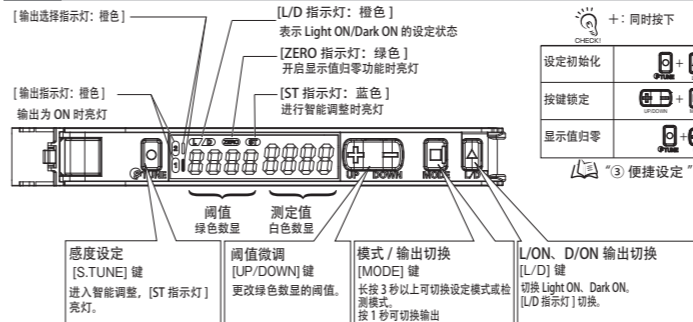 [ 输出选择指示灯：橙色 ]
[L/D 指示灯：橙色 ]
表示 Light ON/Dark ON 的设定状态
[ZERO 指示灯：绿色 ]
开启显示值归零功能时亮灯
[ST 指示灯：蓝色 ]
进行智能调整时亮灯
[ 输出指示灯：橙色 ]
输出为 ON 时亮灯
CHECK!
＋：同时按下
设定初始化
TUNE
+
按键锁定
UP/DOWN
+
显示值归零
TUNE
+
“③ 便捷设定 ”
L/D ZERO ST
2
1
TUNE
UP DOWN
MODE
L/D
阈值
绿色数显
测定值
白色数显
感度设定
[S.TUNE] 键
进入智能调整，[ST 指示灯 ]
亮灯。
阈值微调
[UP/DOWN] 键
更改绿色数显的阈值。
模式 / 输出切换
[MODE] 键
长按 3 秒以上可切换设定模式或检
测模式。
按 1 秒可切换输出
L/ON、D/ON 输出切换
[L/D] 键
切换 Light ON、Dark ON。
[L/D 指示灯 ] 切换。